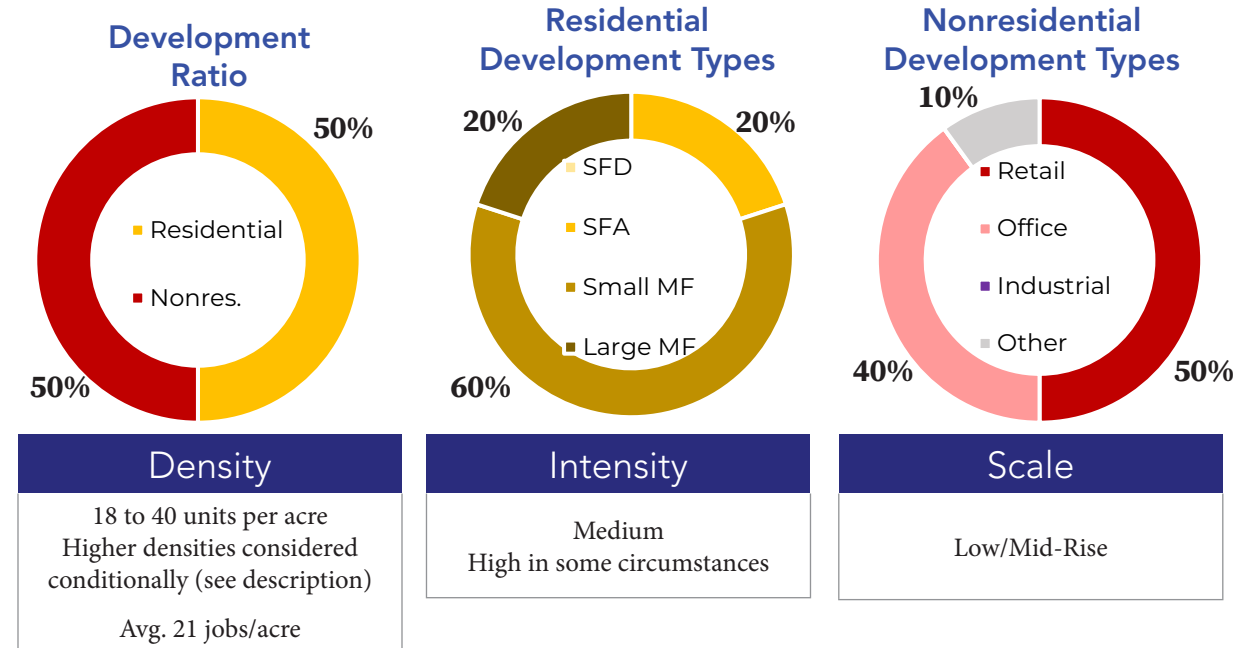 Development
Ratio
50%
Residential
Nonres.
50%
Residential
Development Types
20%
20%
SFD
SFA
Small MF
Large MF
60%
Nonresidential
Development Types
10%
Retail
Office
Industrial
Other
40%
50%
Density
18 to 40 units per acre
Higher densities considered
conditionally (see description)
Avg. 21 jobs/acre
Intensity
Medium
High in some circumstances
Scale
Low/Mid-Rise